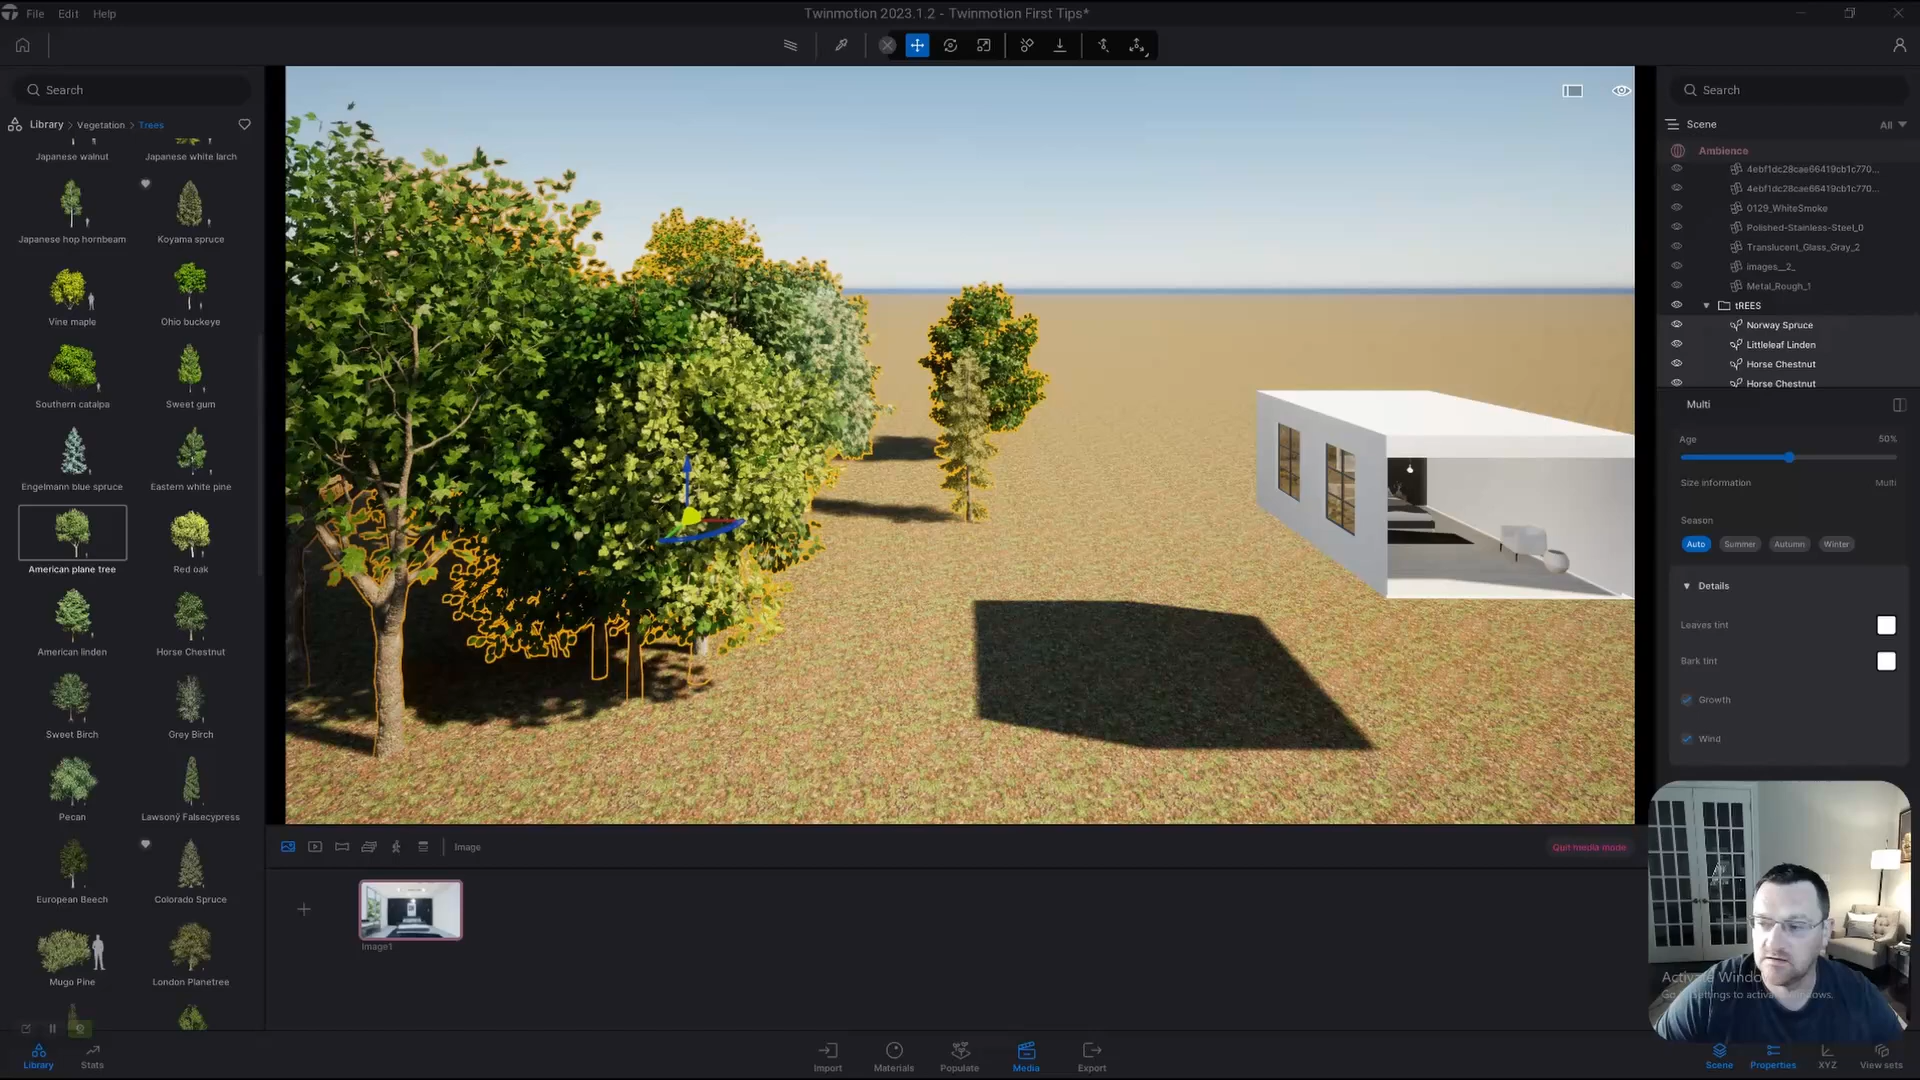 File Edit Help
Twinmotion 2023.1.2 - Twinmotion First Tips*
Search
Library > Vegetation > Trees
Japanese walnut
Japanese white larch
Japanese hop hornbeam
Koyama spruce
Vine maple
Ohio buckeye
Southern catalpa
Sweet gum
Engelmann blue spruce
Eastern white pine
American plane tree
Red oak
American linden
Horse Chestnut
Sweet Birch
Grey Birch
Pecan
Lawsony Falsecypress
European Beech
Colorado Spruce
Mugo Pine
London Planetree
Library
Stats
Image
Quit media mode
Image1
Import
Materials
Populate
Media
Export
Search
Scene
All
Ambience
4ebf1dc28cae66419cb1c770...
4ebf1dc28cae66419cb1c770...
0129_WhiteSmoke
Polished-Stainless-Steel_0
Translucent_Glass_Gray_2
images__2_
Metal_Rough_1
tREES
Norway Spruce
Littleleaf Linden
Horse Chestnut
Horse Chestnut
Multi
Age 50%
Size information Multi
Season
Auto Summer Autumn Winter
Details
Leaves tint
Bark tint
Growth
Wind
Scene
Properties
XYZ
View sets